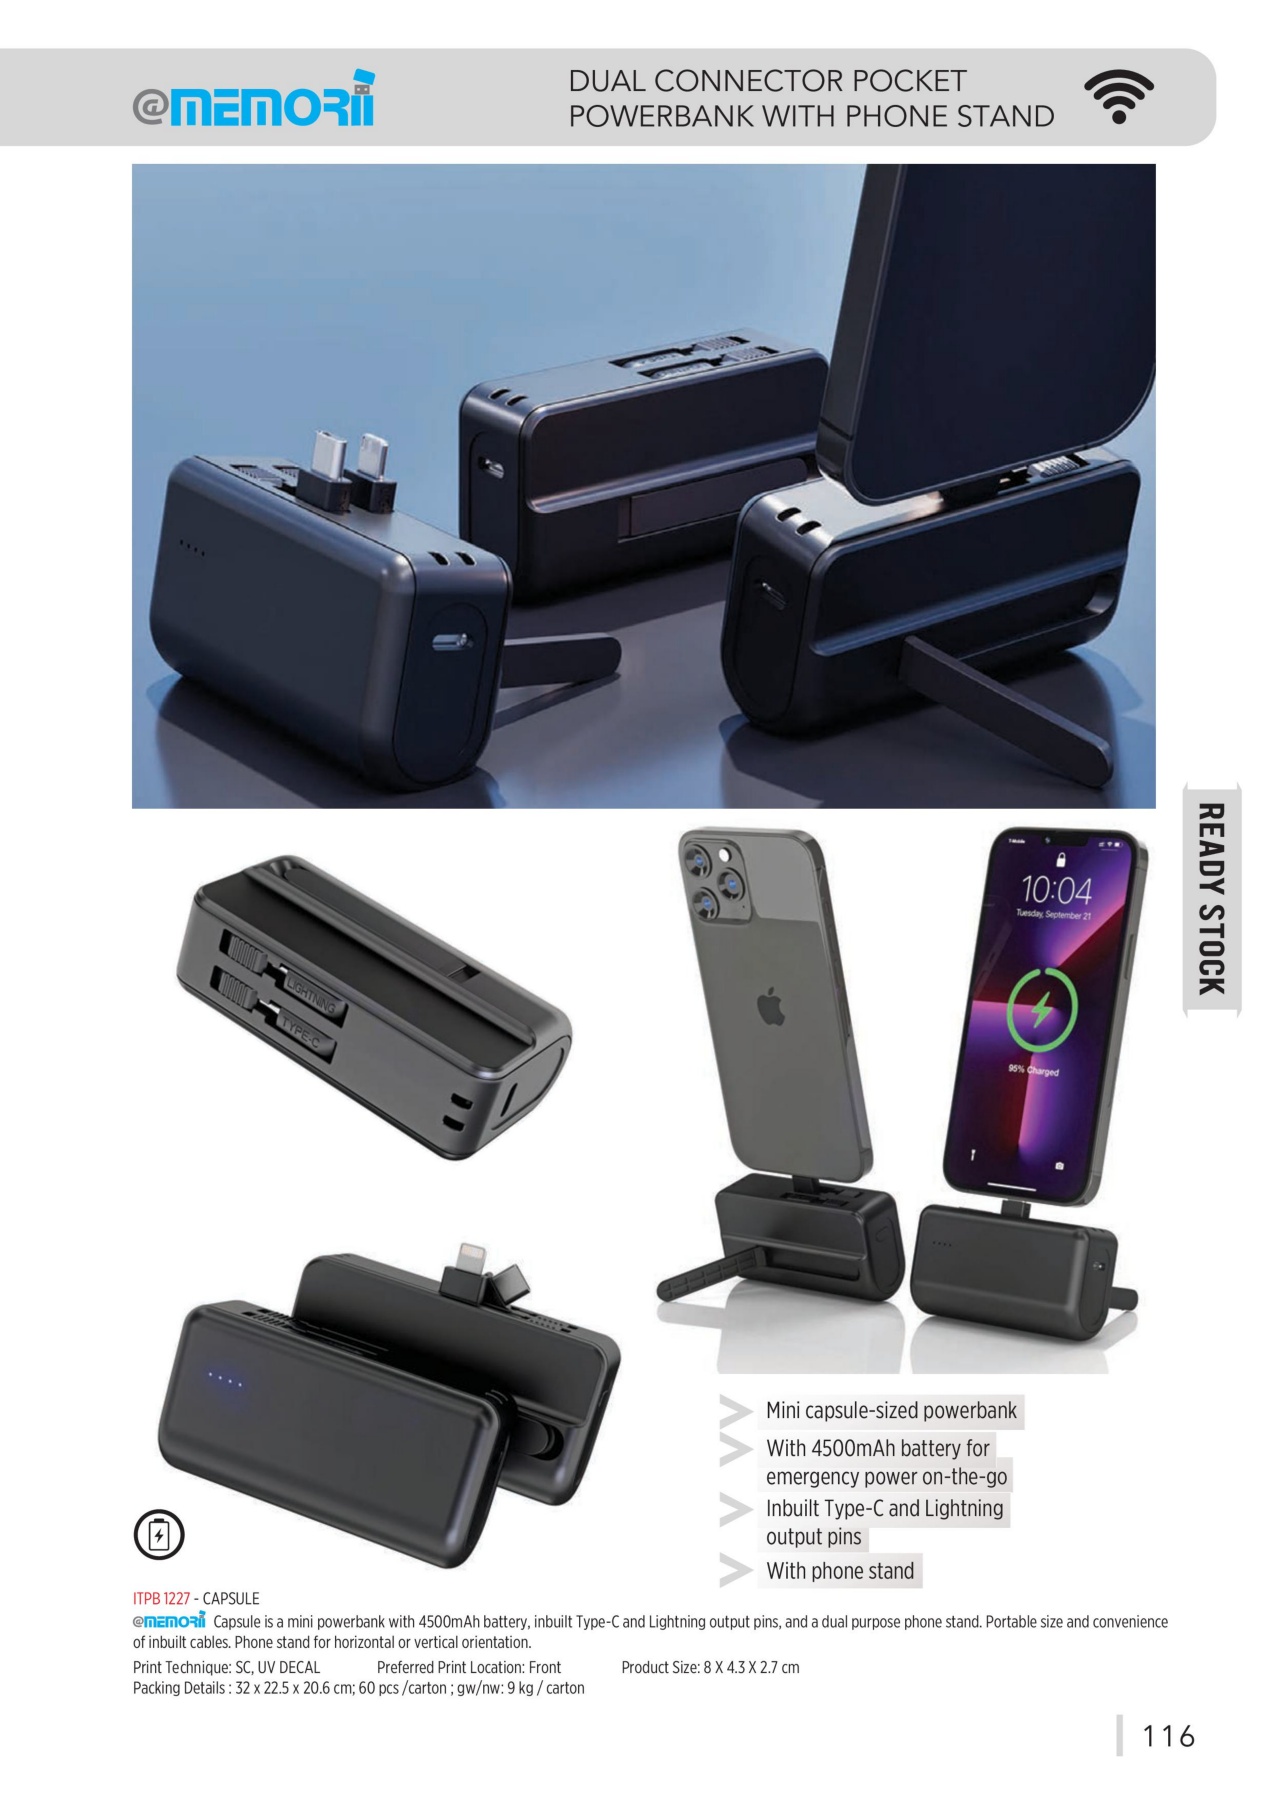 @MEMORii
DUAL CONNECTOR POCKET
POWERBANK WITH PHONE STAND
READY STOCK
LIGHTNING
TYPE-C
T-Mobile
10:04
Tuesday, September 21
95% Charged
Mini capsule-sized powerbank
With 4500mAh battery for
emergency power on-the-go
Inbuilt Type-C and Lightning
output pins
With phone stand
ITPB 1227 - CAPSULE
@MEMORii Capsule is a mini powerbank with 4500mAh battery, inbuilt Type-C and Lightning output pins, and a dual purpose phone stand. Portable size and convenience
of inbuilt cables. Phone stand for horizontal or vertical orientation.
Print Technique: SC, UV DECAL Preferred Print Location: Front Product Size: 8 X 4.3 X 2.7 cm
Packing Details : 32 x 22.5 x 20.6 cm; 60 pcs /carton ; gw/nw: 9 kg / carton
116